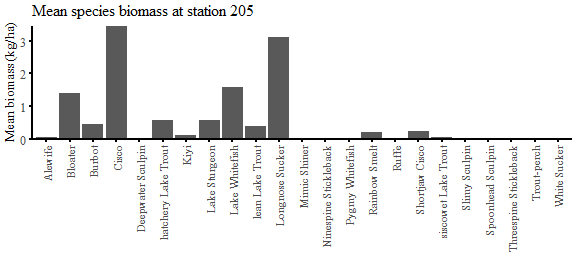 Mean species biomass at station 205
Mean biomass (kg/ha)
3
2
1
0
Alewife
Bloater
Burbot
Cisco
Deepwater Sculpin
hatchery Lake Trout
Kiyi
Lake Sturgeon
Lake Whitefish
lean Lake Trout
Longnose Sucker
Mimic Shiner
Ninespine Stickleback
Pygmy Whitefish
Rainbow Smelt
Ruffe
Shortjaw Cisco
siscowet Lake Trout
Slimy Sculpin
Spoonhead Sculpin
Threespine Stickleback
Trout-perch
White Sucker